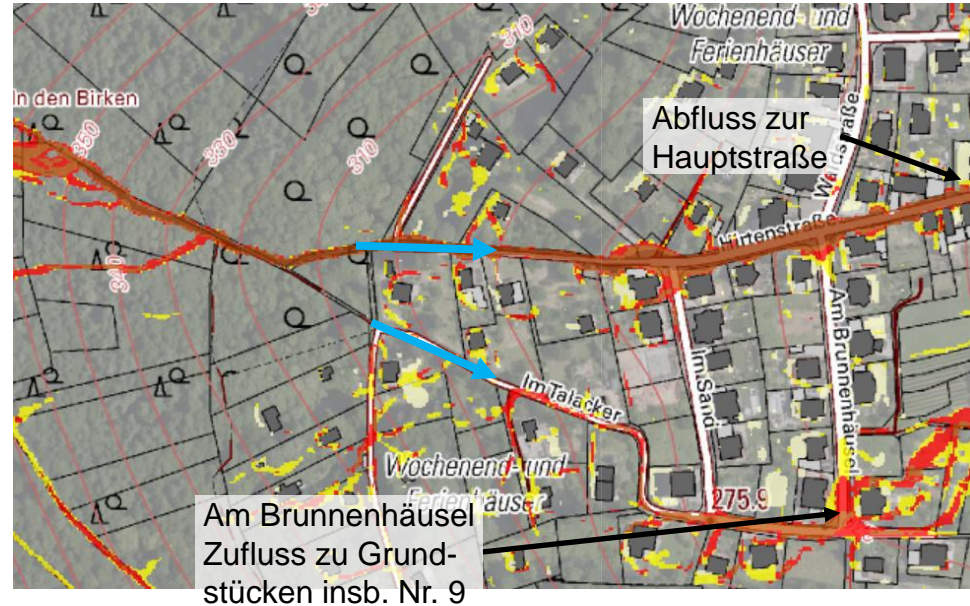 310
Wochenend- und
Ferienhäuser
In den Birken
350
330
310
Abfluss zur
Hauptstraße
Waldstraße
Hirtenstraße
340
Im Talacker
Im Sand
Am Brunnenhäusel
Wochenend- und
Ferienhäuser
275.9
Am Brunnenhäusel
Zufluss zu Grund-
stücken insb. Nr. 9